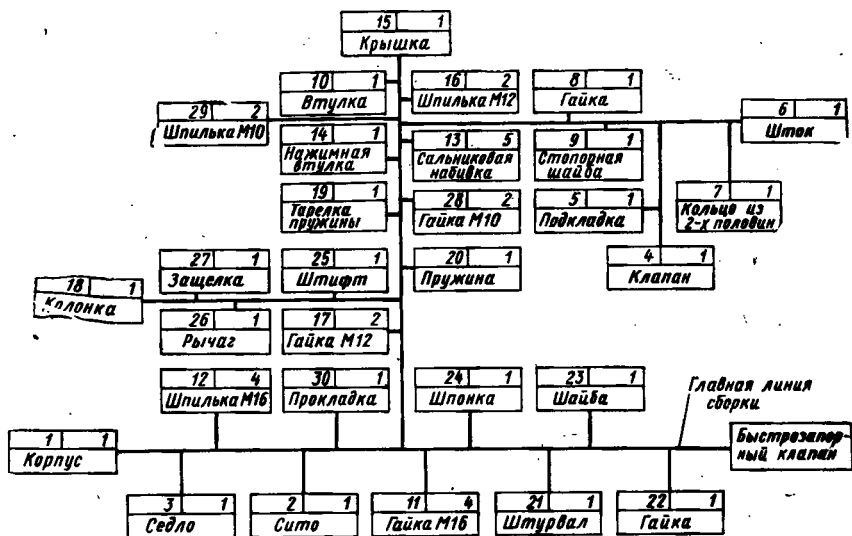 15 1
Крышка
10 1
Втулка
16 2
Шпилька М12
8 1
Гайка
29 2
Шпилька М10
6 1
Шток
14 1
Нажимная
втулка
13 5
Сальниковая
набивка
9 1
Стопорная
шайба
19 1
Тарелка
пружины
28 2
Гайка М10
5 1
Подкладка
7 1
Кольцо из
2-х половин
27 1
Защелка
25 1
Штифт
20 1
Пружина
4 1
Клапан
18 1
Колонка
26 1
Рычаг
17 2
Гайка М12
12 4
Шпилька М16
30 1
Прокладка
24 1
Шпонка
23 1
Шайба
Главная линия
сборки
1 1
Корпус
Быстрозапор-
ный клапан
3 1
Седло
2 1
Сито
11 4
Гайка М16
21 1
Штурвал
22 1
Гайка